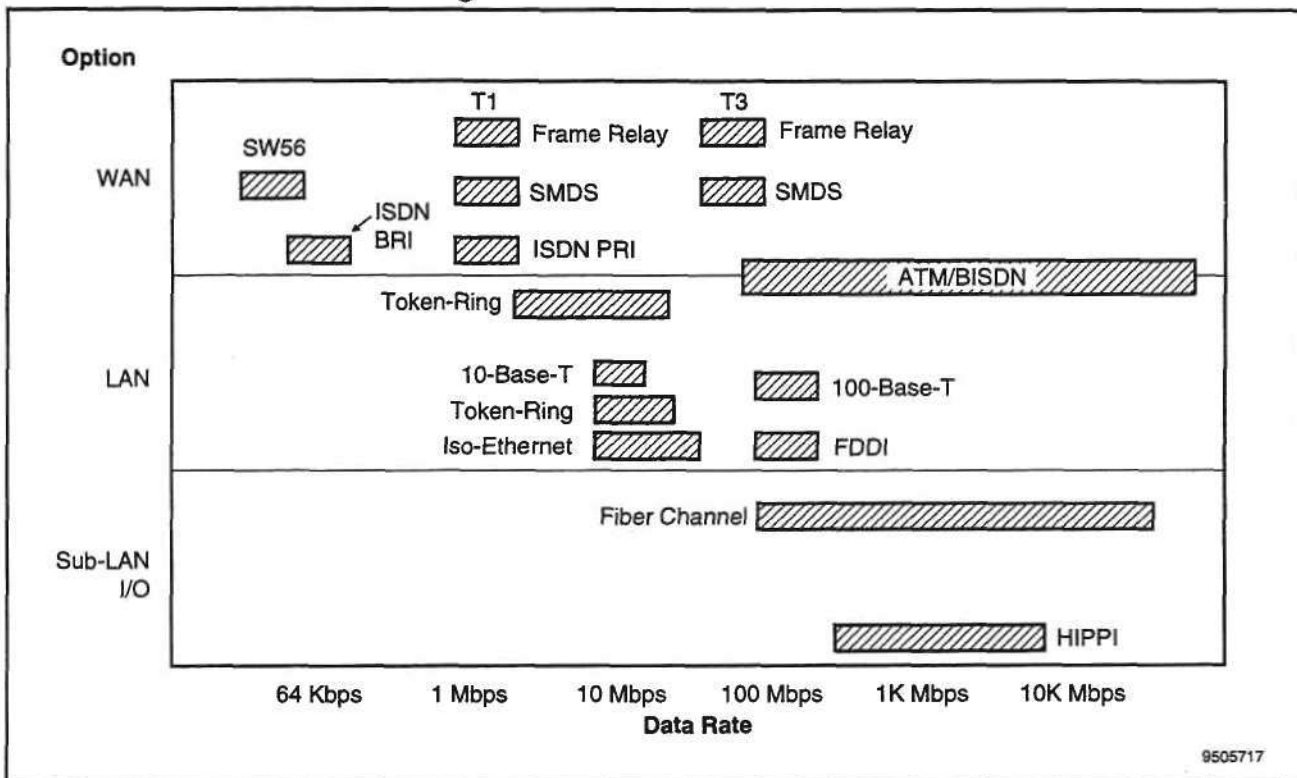 Option
T1
T3
Frame Relay
Frame Relay
SW56
WAN
SMDS
SMDS
ISDN
BRI
ISDN PRI
ATM/BISDN
Token-Ring
LAN
10-Base-T
100-Base-T
Token-Ring
Iso-Ethernet
FDDI
Fiber Channel
Sub-LAN
I/O
HIPPI
64 Kbps 1 Mbps 10 Mbps 100 Mbps 1K Mbps 10K Mbps
Data Rate
9505717